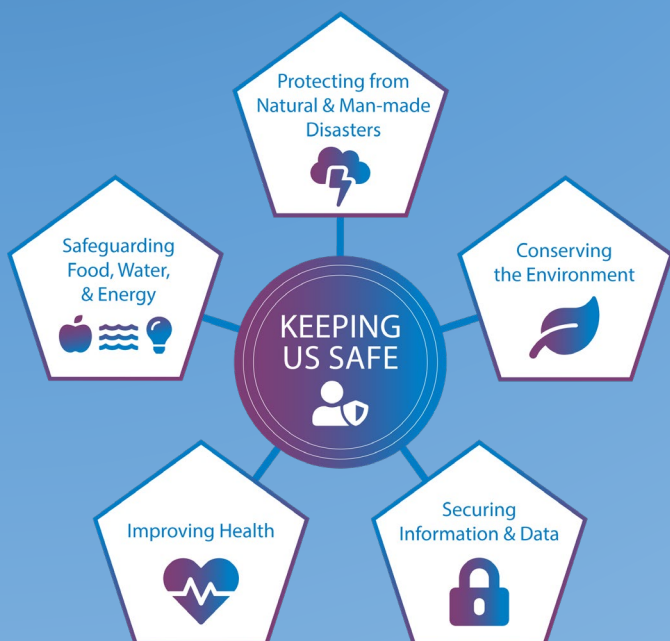 Protecting from
Natural & Man-made
Disasters
Safeguarding
Food, Water,
& Energy
Conserving
the Environment
KEEPING
US SAFE
Improving Health
Securing
Information & Data